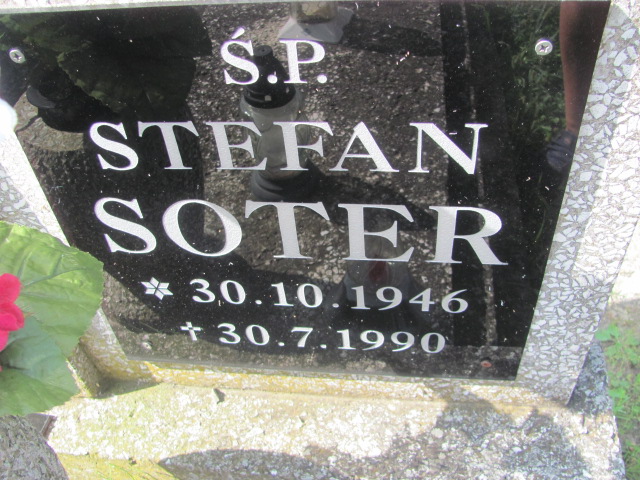 Ś.P.
STEFAN
SOTER
* 30.10.1946
✝ 30.7.1990